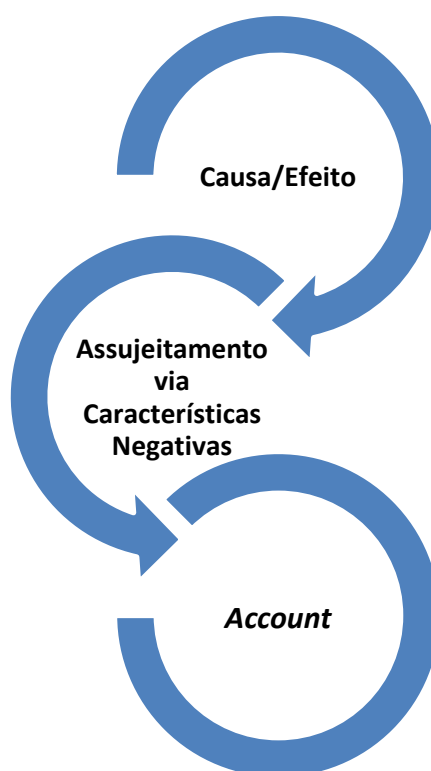 Causa/Efeito
Assujeitamento
via
Características
Negativas
Account